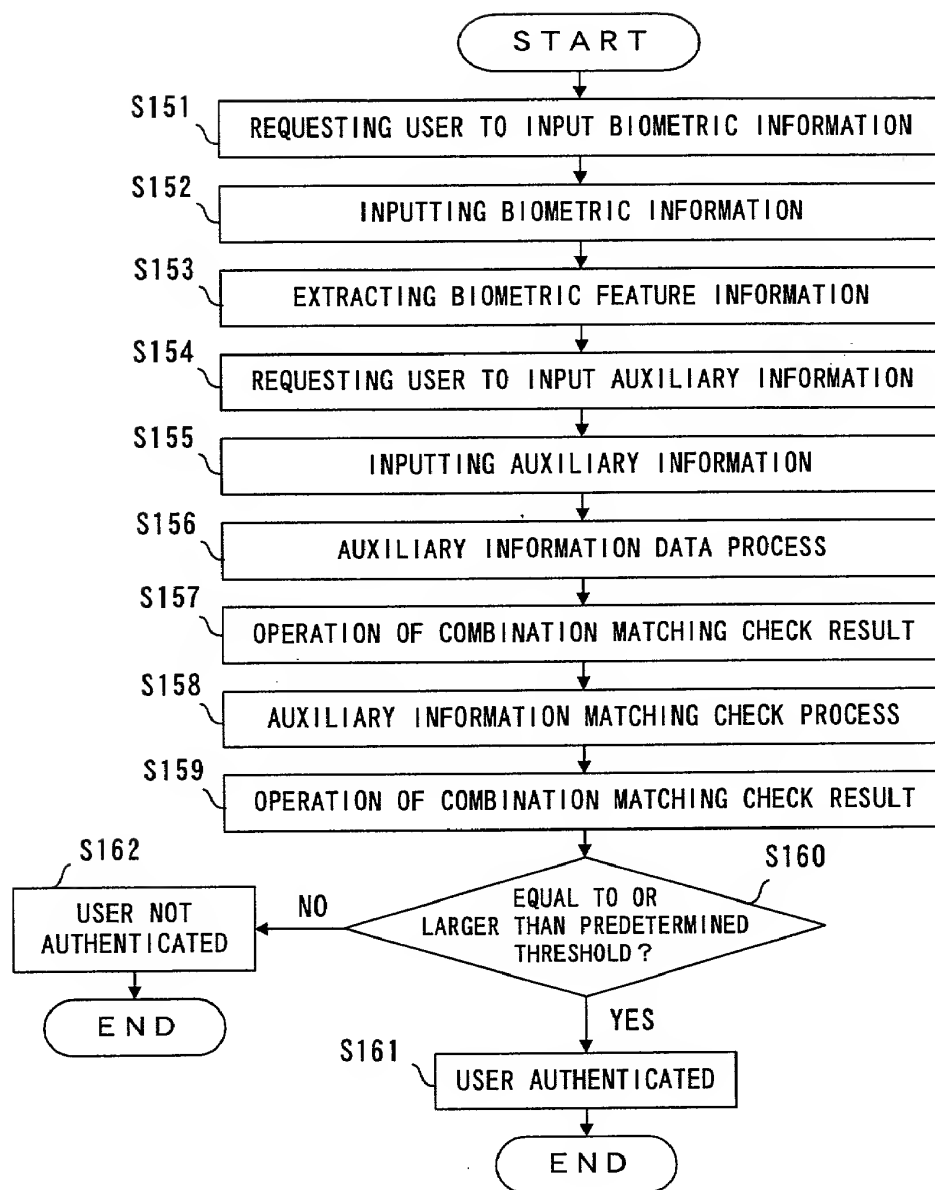 START
S151
REQUESTING USER TO INPUT BIOMETRIC INFORMATION
S152
INPUTTING BIOMETRIC INFORMATION
S153
EXTRACTING BIOMETRIC FEATURE INFORMATION
S154
REQUESTING USER TO INPUT AUXILIARY INFORMATION
S155
INPUTTING AUXILIARY INFORMATION
S156
AUXILIARY INFORMATION DATA PROCESS
S157
OPERATION OF COMBINATION MATCHING CHECK RESULT
S158
AUXILIARY INFORMATION MATCHING CHECK PROCESS
S159
OPERATION OF COMBINATION MATCHING CHECK RESULT
S160
EQUAL TO OR
LARGER THAN PREDETERMINED
THRESHOLD?
NO
S162
USER NOT
AUTHENTICATED
END
YES
S161
USER AUTHENTICATED
END